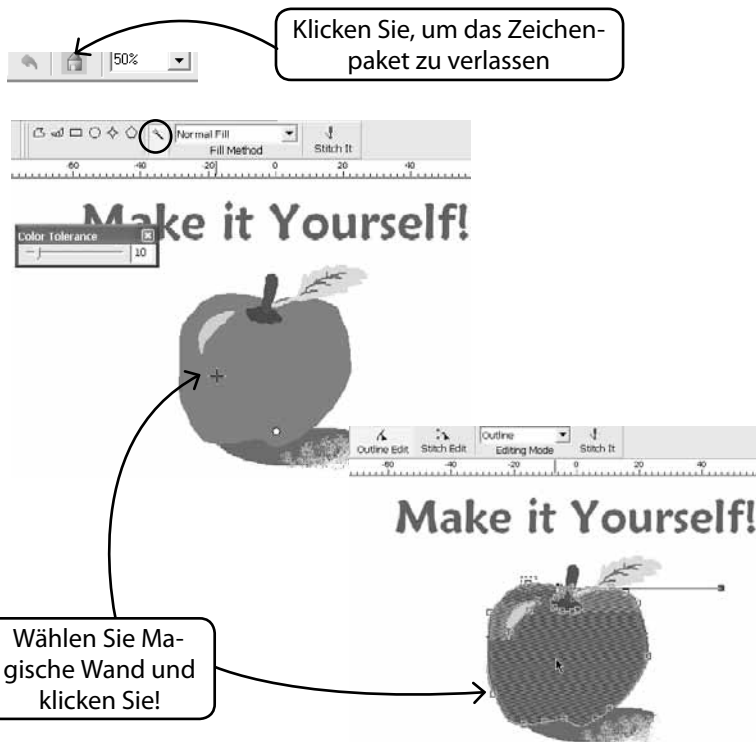 Klicken Sie, um das Zeichen-
paket zu verlassen
50%
Normal Fill
Fill Method
Stitch It
-60 -40 -20 0 20 40
Make it Yourself!
Color Tolerance
10
Outline Edit Stitch Edit Outline
Editing Mode Stitch It
-60 -40 -20 0 20 40
Make it Yourself!
Wählen Sie Ma-
gische Wand und
klicken Sie!